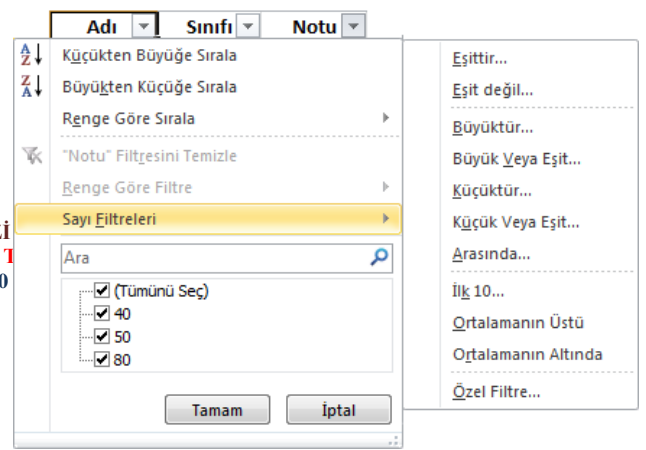 Adı Sınıfı Notu
Küçükten Büyüğe Sırala
Büyükten Küçüğe Sırala
Renge Göre Sırala
"Notu" Filtresini Temizle
Renge Göre Filtre
Sayı Filtreleri
Ara
(Tümünü Seç)
40
50
80
Tamam İptal
Eşittir...
Eşit değil...
Büyüktür...
Büyük Veya Eşit...
Küçüktür...
Küçük Veya Eşit...
Arasında...
İlk 10...
Ortalamanın Üstü
Ortalamanın Altında
Özel Filtre...